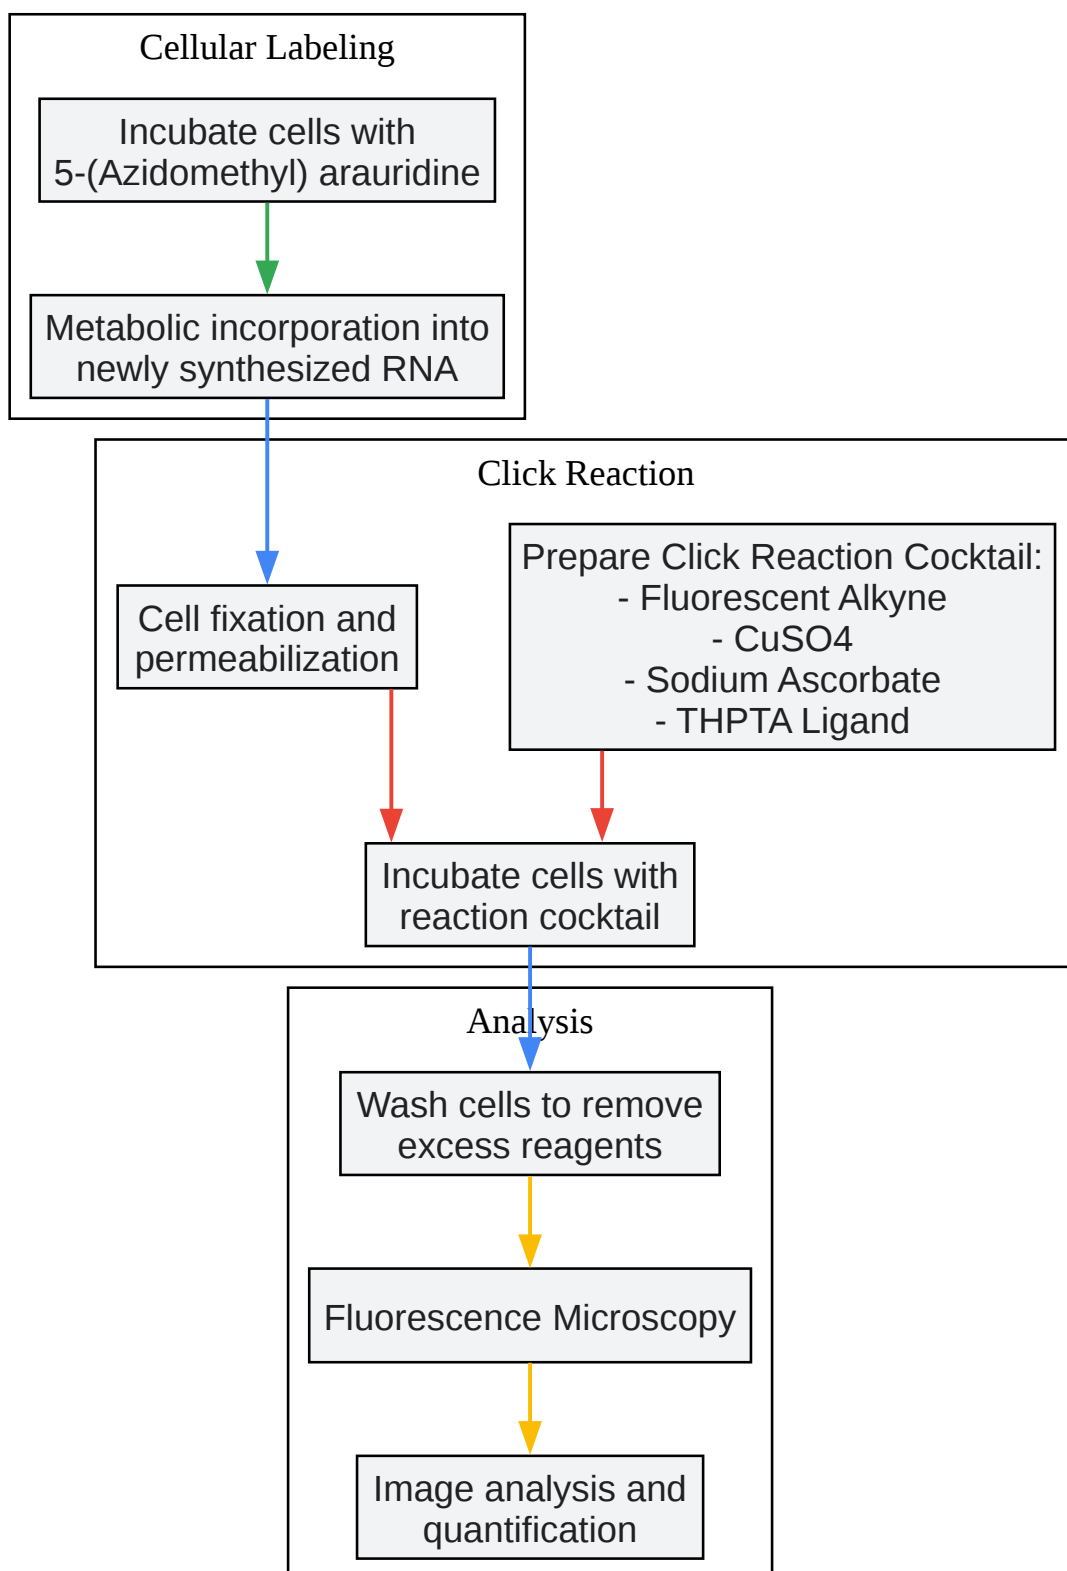 Cellular Labeling
Incubate cells with
5-(Azidomethyl) arauridine
Metabolic incorporation into
newly synthesized RNA
Click Reaction
Cell fixation and
permeabilization
Prepare Click Reaction Cocktail:
- Fluorescent Alkyne
- CuSO4
- Sodium Ascorbate
- THPTA Ligand
Incubate cells with
reaction cocktail
Analysis
Wash cells to remove
excess reagents
Fluorescence Microscopy
Image analysis and
quantification